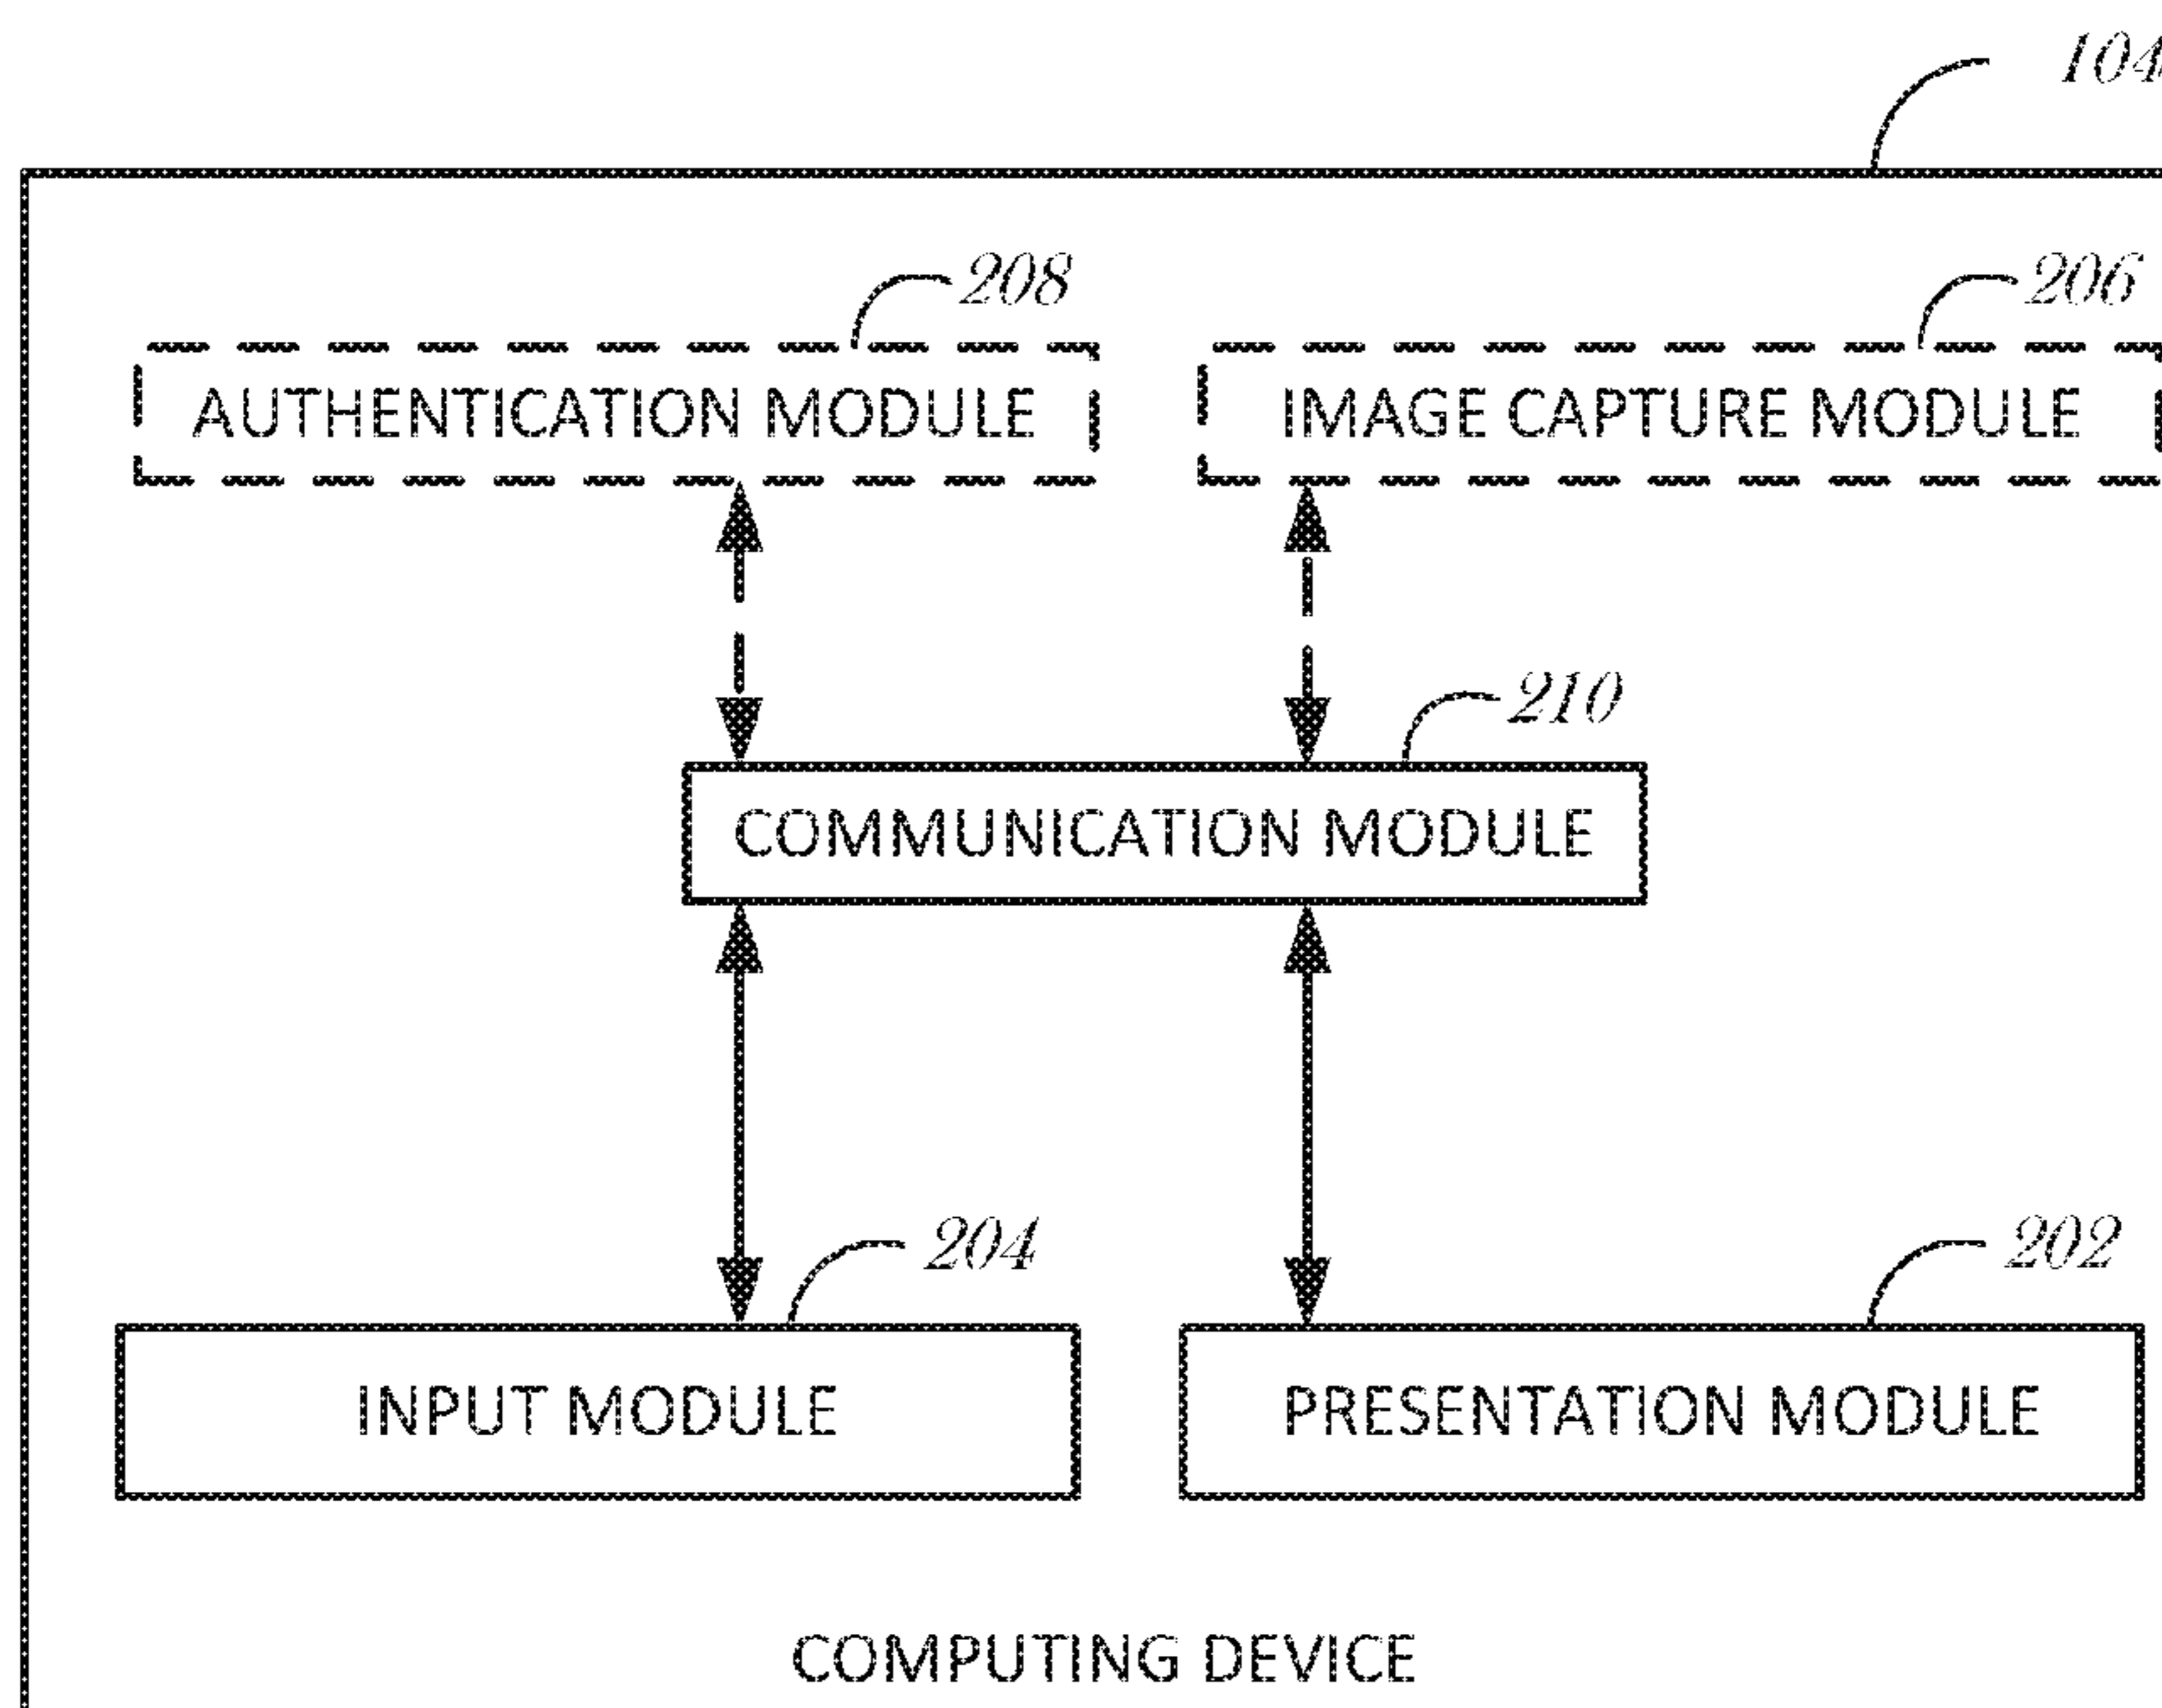 104
208
206
AUTHENTICATION MODULE
IMAGE CAPTURE MODULE
210
COMMUNICATION MODULE
204
202
INPUT MODULE
PRESENTATION MODULE
COMPUTING DEVICE